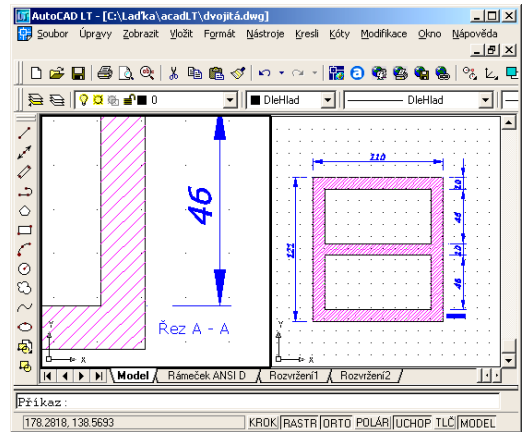 AutoCAD LT - [C:\Laďka\acadLT\dvojitá.dwg]
Soubor Úpravy Zobrazit Vložit Formát Nástroje Kresli Kóty Modifikace Okno Nápověda
0 DleHlad DleHlad
46
Řez A - A
Y
X
110
10
46
121
10
46
Y
X
Model Rámeček ANSI D Rozvržení1 Rozvržení2
Příkaz:
178.2818, 138.5693 KROK RASTR ORTO POLÁR UCHOP TLČ MODEL